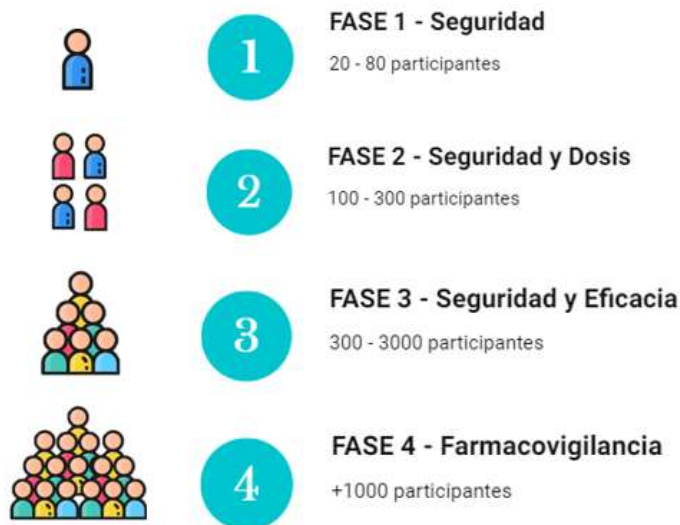 1
FASE 1 - Seguridad
20 - 80 participantes
2
FASE 2 - Seguridad y Dosis
100 - 300 participantes
3
FASE 3 - Seguridad y Eficacia
300 - 3000 participantes
4
FASE 4 - Farmacovigilancia
+1000 participantes